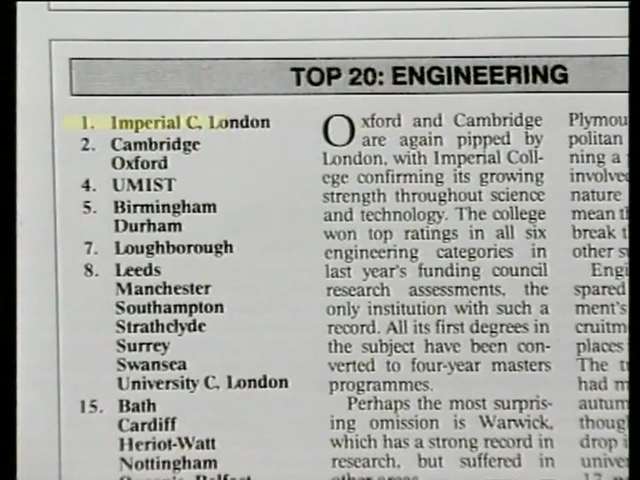 TOP 20: ENGINEERING
1. Imperial C. London
2. Cambridge
Oxford
4. UMIST
5. Birmingham
Durham
7. Loughborough
8. Leeds
Manchester
Southampton
Strathclyde
Surrey
Swansea
University C. London
15. Bath
Cardiff
Heriot-Watt
Nottingham
Oxford and Cambridge
are again pipped by
London, with Imperial Coll-
ege confirming its growing
strength throughout science
and technology. The college
won top ratings in all six
engineering categories in
last year's funding council
research assessments, the
only institution with such a
record. All its first degrees in
the subject have been con-
verted to four-year masters
programmes.
Perhaps the most surpris-
ing omission is Warwick,
which has a strong record in
research, but suffered in
other areas.
Plymou
politan
ning a
involve
nature
mean
break
other
Engi
spared
ment's
cruitm
places
The
had m
autum
though
drop i
univer